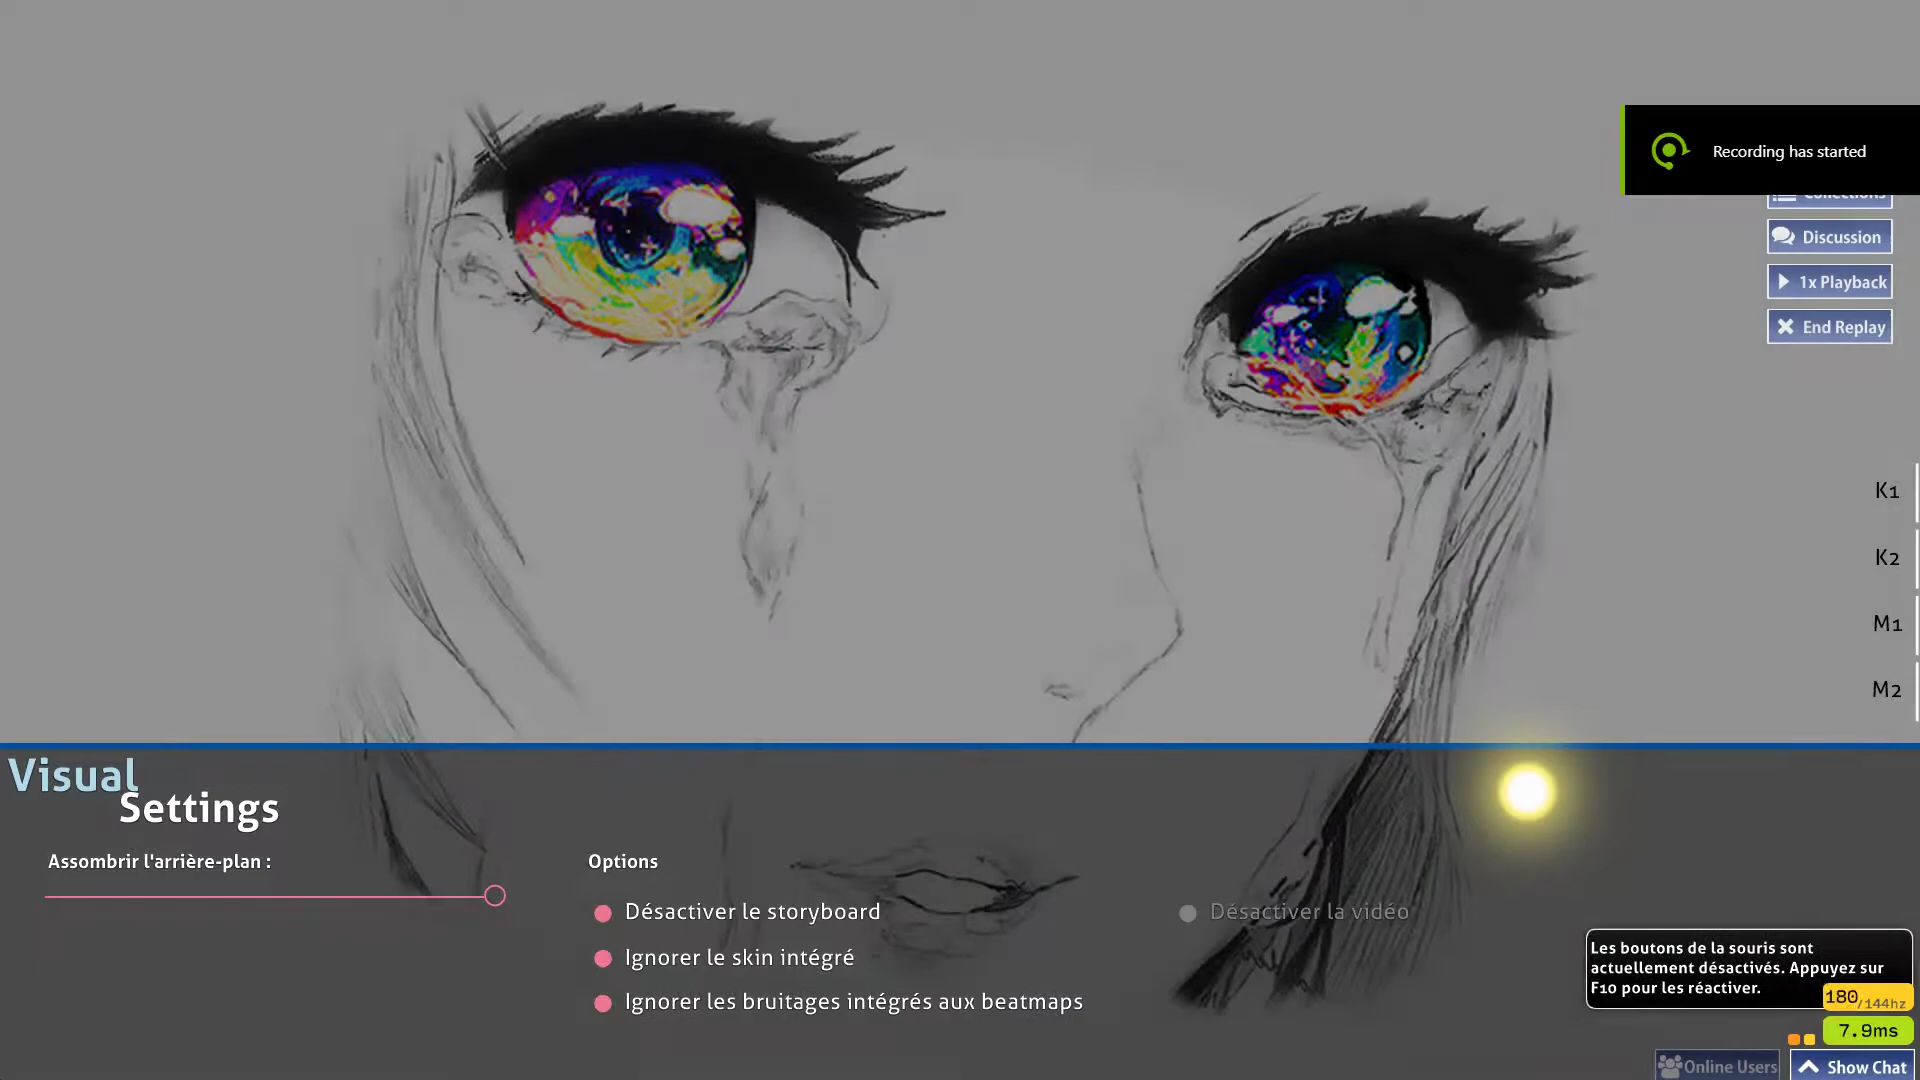 Recording has started
Collections
Discussion
1x Playback
End Replay
K1
K2
M1
M2
Visual
Settings
Assombrir l'arrière-plan :
Options
Désactiver le storyboard
Désactiver la vidéo
Ignorer le skin intégré
Ignorer les bruitages intégrés aux beatmaps
Les boutons de la souris sont
actuellement désactivés. Appuyez sur
F10 pour les réactiver.
180/144hz
7.9ms
Online Users
Show Chat